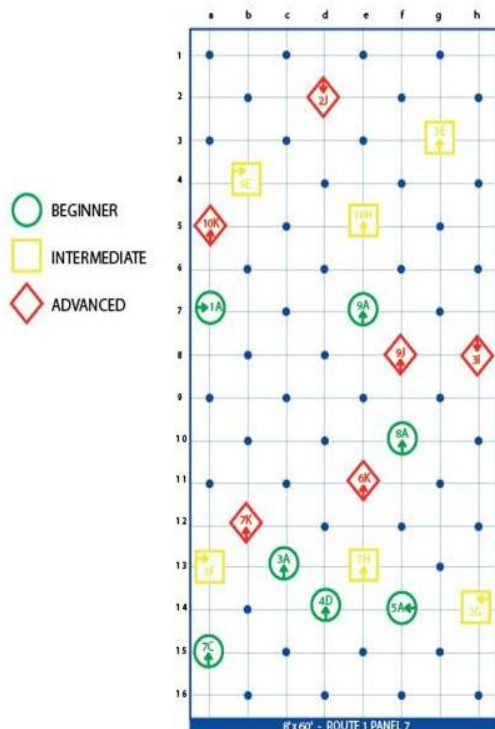 a b c d e f g h
1
2 2J
3 3E
4
5 10K 10H
6
BEGINNER
INTERMEDIATE
ADVANCED
7 1A 9A
8 9J 3I
9
10 8A
11 6K
12 7K
13 3A 7H
14 4D 5A 3G
15 7C
16
8'x60' - ROUTE 1 PANEL 7